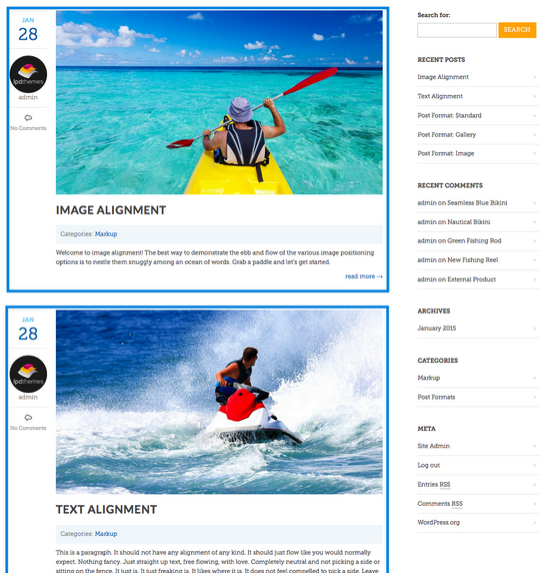 JAN
28
lpdthemes
admin
No Comments
IMAGE ALIGNMENT
Categories: Markup
Welcome to image alignment! The best way to demonstrate the ebb and flow of the various image positioning
options is to nestle them snuggly among an ocean of words. Grab a paddle and let's get started.
read more →
JAN
28
lpdthemes
admin
No Comments
TEXT ALIGNMENT
Categories: Markup
This is a paragraph. It should not have any alignment of any kind. It should just flow like you would normally
expect. Nothing fancy. Just straight up text, free flowing, with love. Completely neutral and not picking a side or
sitting on the fence. It just is. It just freaking is. It likes where it is. It does not feel compelled to pick a side. Leave
Search for:
SEARCH
RECENT POSTS
Image Alignment
Text Alignment
Post Format: Standard
Post Format: Gallery
Post Format: Image
RECENT COMMENTS
admin on Seamless Blue Bikini
admin on Nautical Bikini
admin on Green Fishing Rod
admin on New Fishing Reel
admin on External Product
ARCHIVES
January 2015
CATEGORIES
Markup
Post Formats
META
Site Admin
Log out
Entries RSS
Comments RSS
WordPress.org